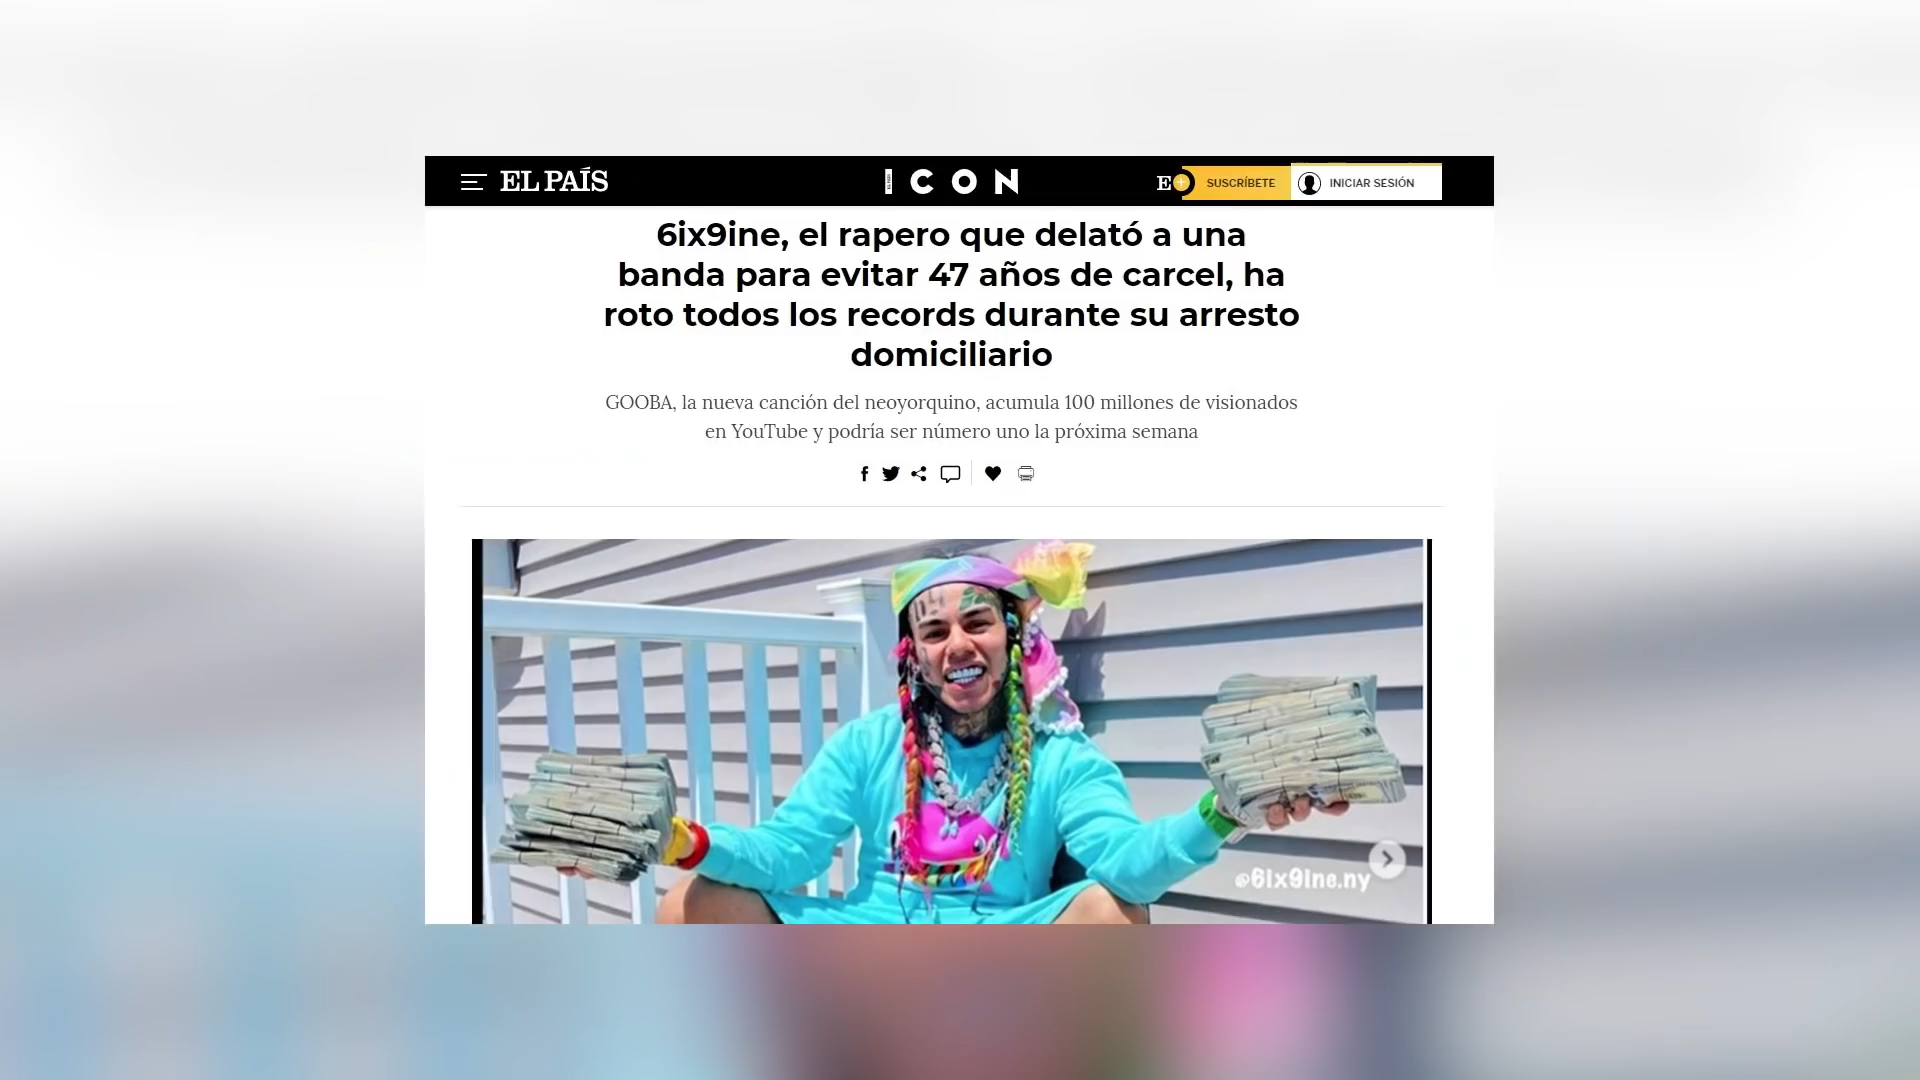 EL PAÍS
ICON
E+
SUSCRÍBETE
INICIAR SESIÓN
6ix9ine, el rapero que delató a una
banda para evitar 47 años de carcel, ha
roto todos los records durante su arresto
domiciliario
GOOBA, la nueva canción del neoyorquino, acumula 100 millones de visionados
en YouTube y podría ser número uno la próxima semana
@6ix9ine.ny